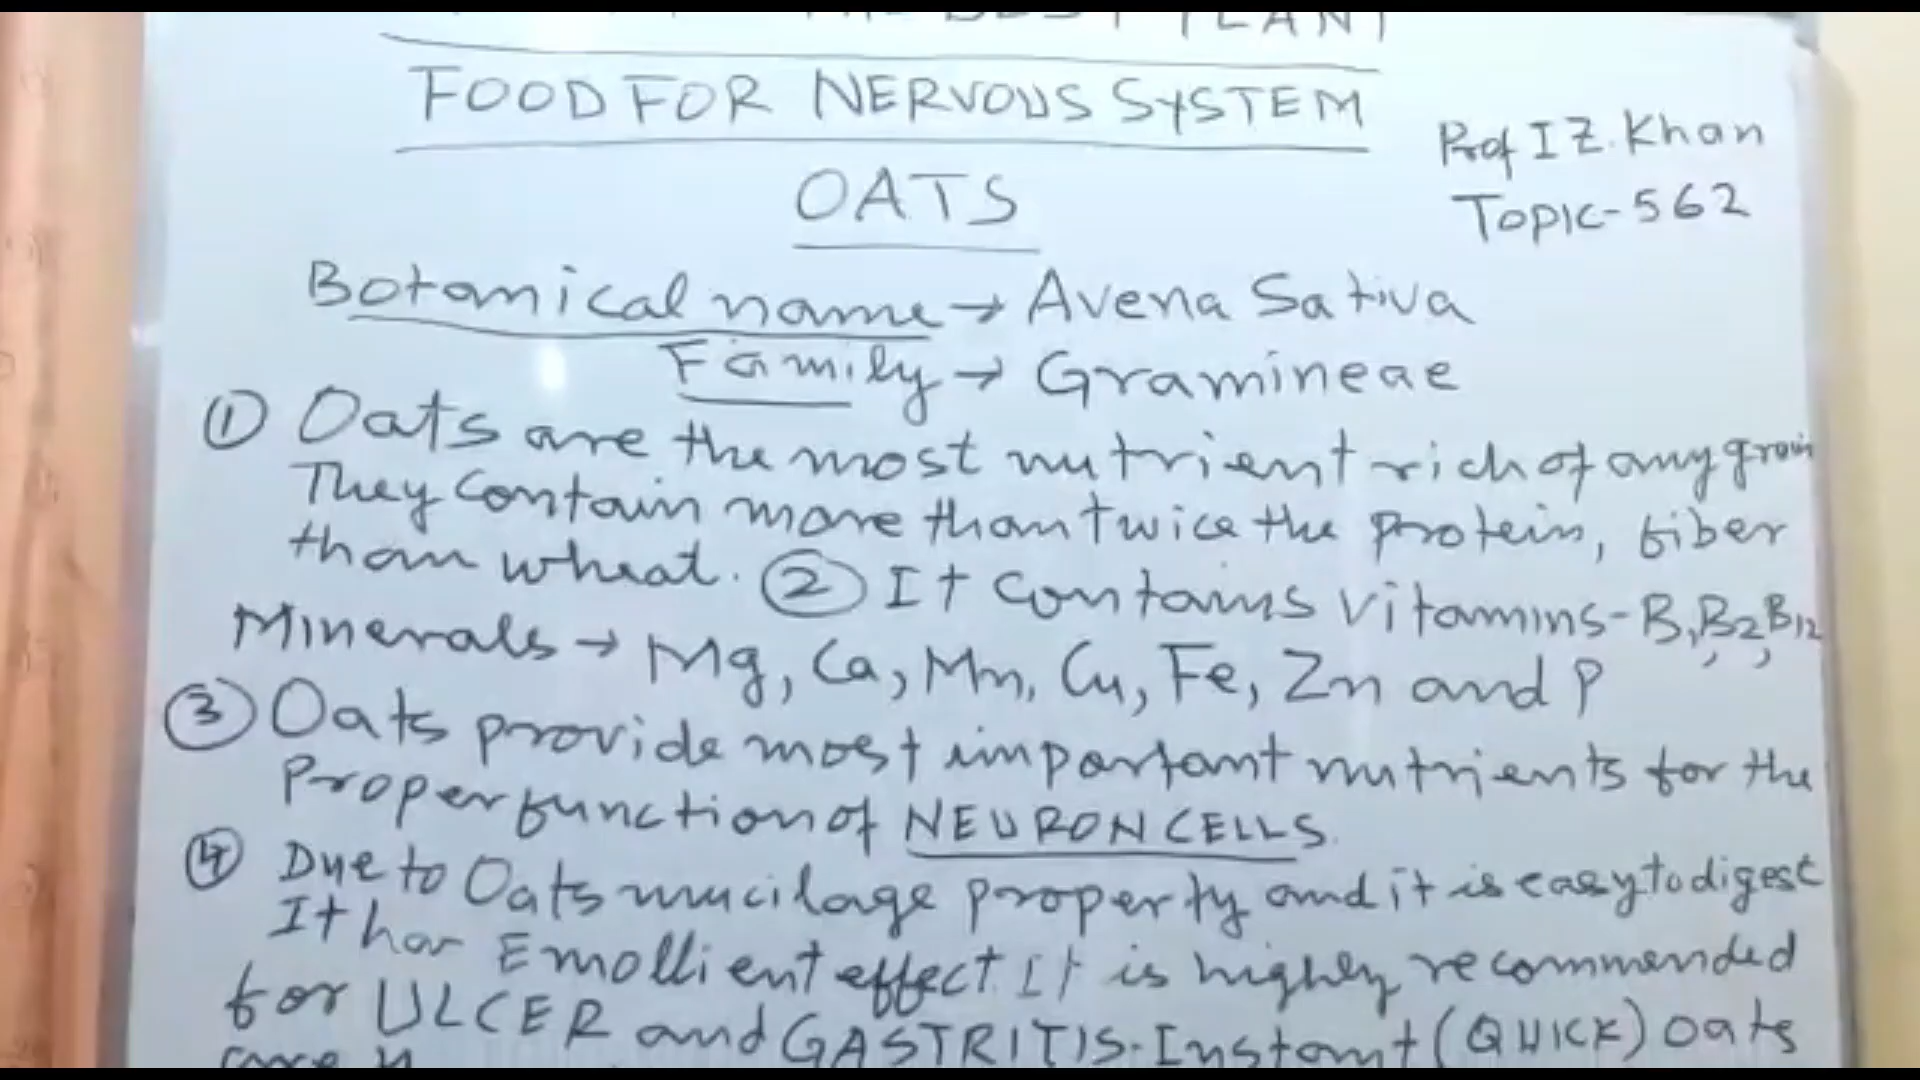 THE BEST PLANT
FOOD FOR NERVOUS SYSTEM
OATS
Prof I Z. Khan
Topic-562
Botanical name → Avena Sativa
Family → Gramineae
① Oats are the most nutrient rich of any grain
They contain more than twice the protein, fiber
than wheat. ② It contains vitamins-B1, B2, B12
Minerals → Mg, Ca, Mn, Cu, Fe, Zn and P
③ Oats provide most important nutrients for the
Proper function of NEURON CELLS.
④ Due to Oats mucilage property and it is easy to digest
It has Emollient effect. It is highly recommended
for ULCER and GASTRITIS. Instant (QUICK) Oats
are